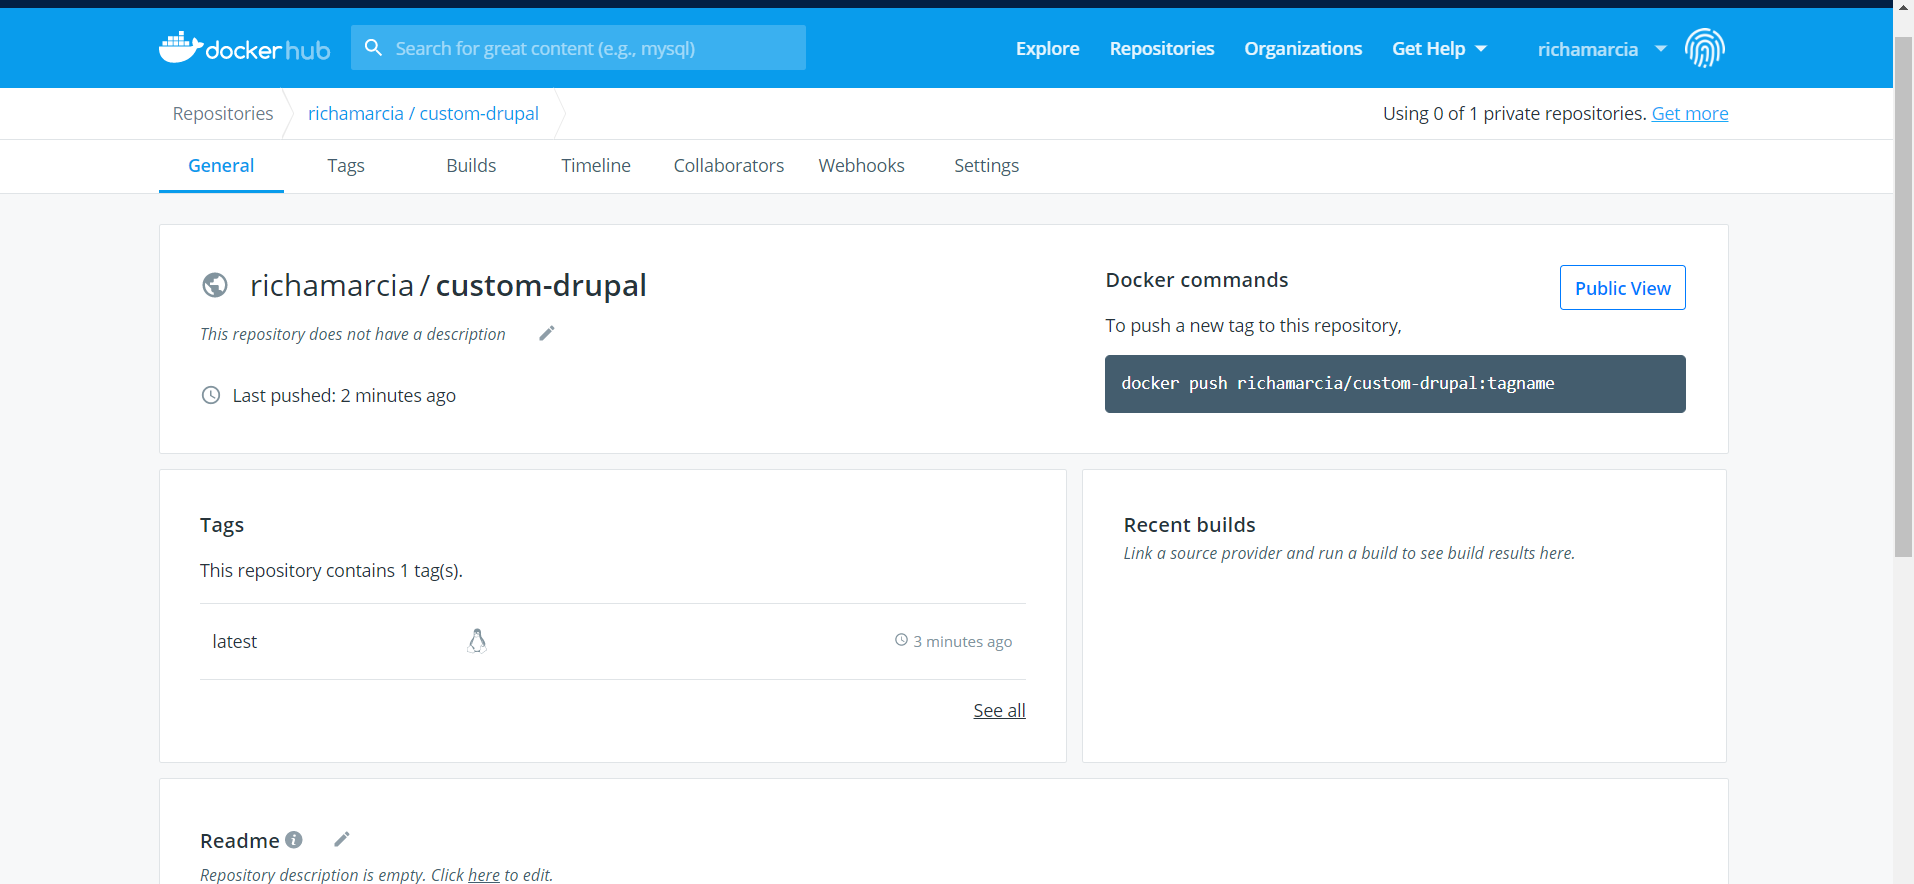 docker hub
Search for great content (e.g., mysql)
Explore
Repositories
Organizations
Get Help
richamarcia
Repositories
richamarcia / custom-drupal
Using 0 of 1 private repositories. Get more
General
Tags
Builds
Timeline
Collaborators
Webhooks
Settings
richamarcia / custom-drupal
This repository does not have a description
Last pushed: 2 minutes ago
Docker commands
Public View
To push a new tag to this repository,
docker push richamarcia/custom-drupal:tagname
Tags
This repository contains 1 tag(s).
latest
3 minutes ago
See all
Recent builds
Link a source provider and run a build to see build results here.
Readme
Repository description is empty. Click here to edit.